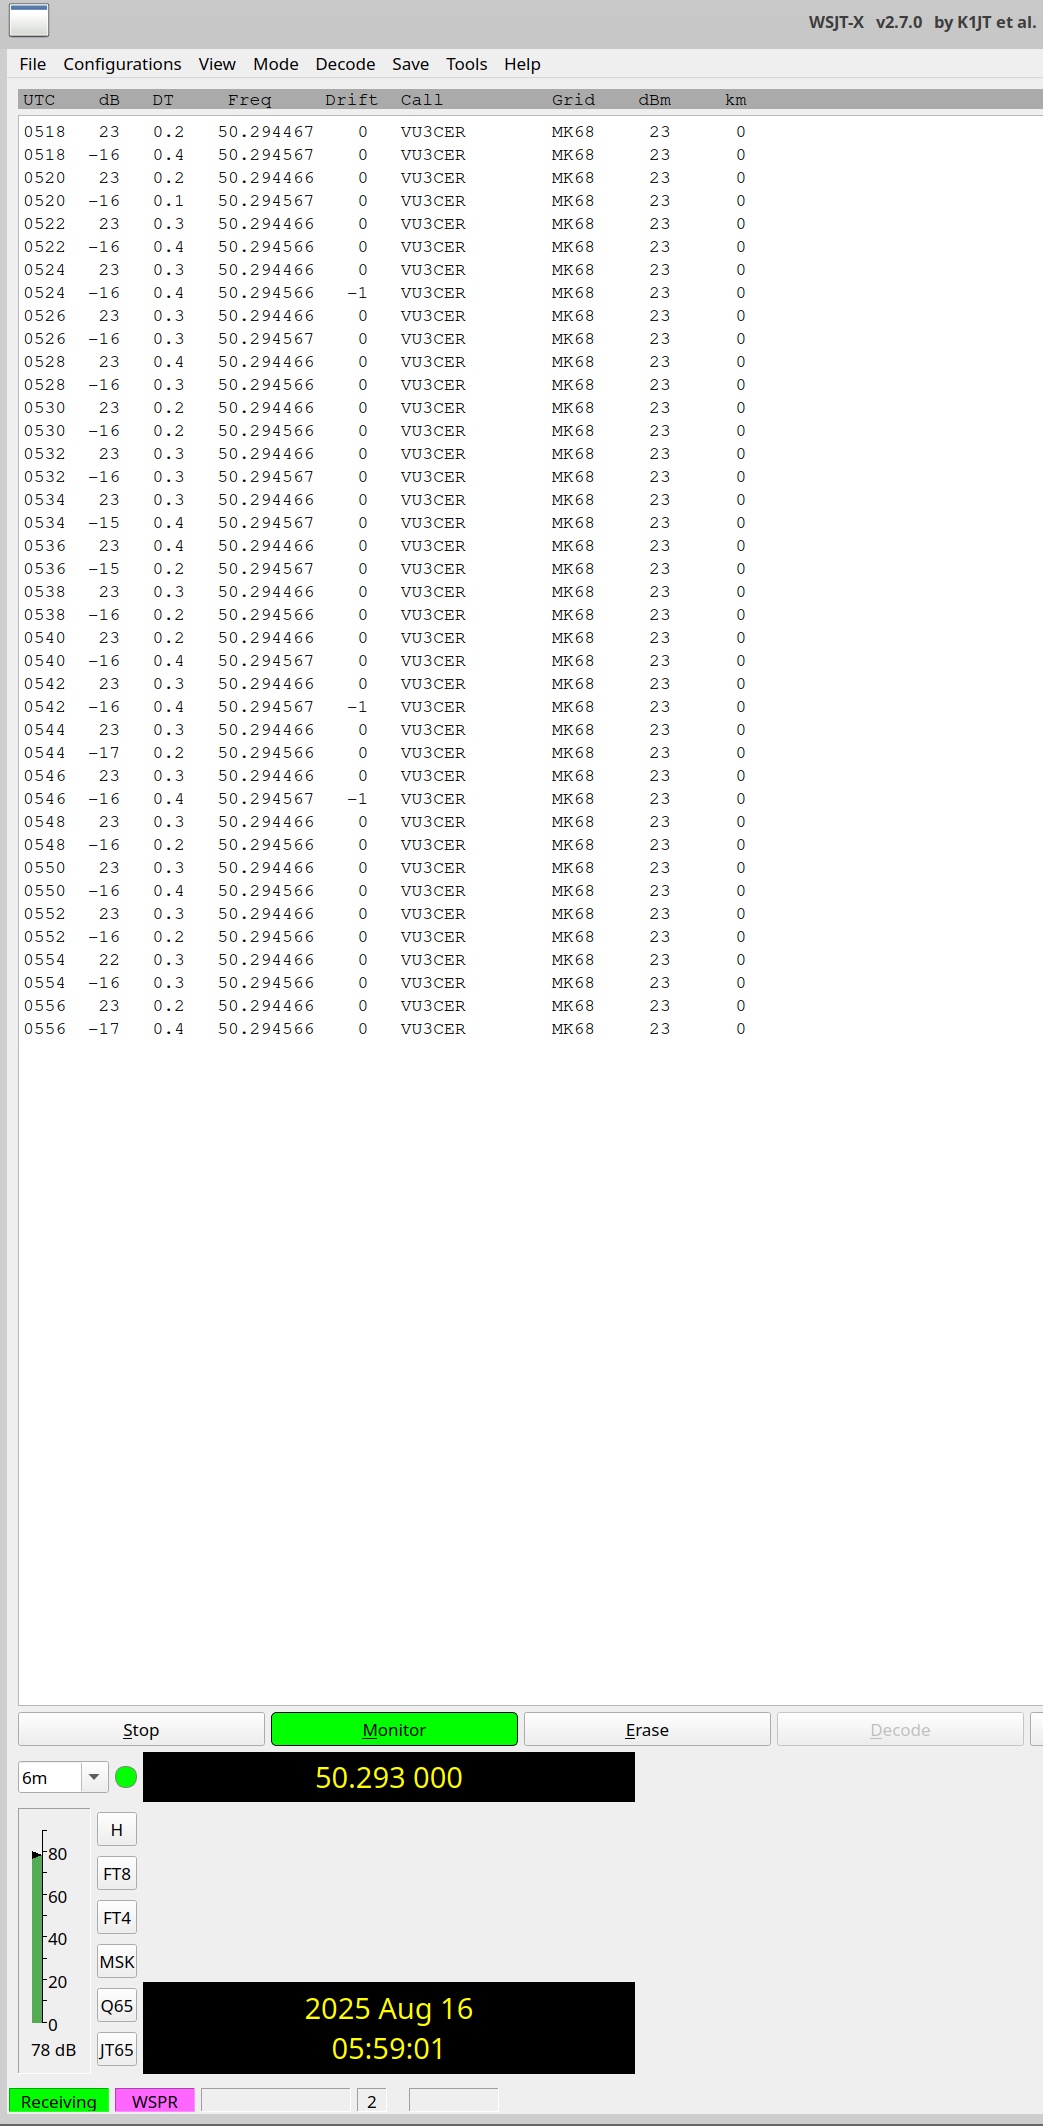 WSJT-X v2.7.0 by K1JT et al.
File Configurations View Mode Decode Save Tools Help
UTC dB DT Freq Drift Call Grid dBm km
0518 23 0.2 50.294467 0 VU3CER MK68 23 0
0518 -16 0.4 50.294567 0 VU3CER MK68 23 0
0520 23 0.2 50.294466 0 VU3CER MK68 23 0
0520 -16 0.1 50.294567 0 VU3CER MK68 23 0
0522 23 0.3 50.294466 0 VU3CER MK68 23 0
0522 -16 0.4 50.294566 0 VU3CER MK68 23 0
0524 23 0.3 50.294466 0 VU3CER MK68 23 0
0524 -16 0.4 50.294566 -1 VU3CER MK68 23 0
0526 23 0.3 50.294466 0 VU3CER MK68 23 0
0526 -16 0.3 50.294567 0 VU3CER MK68 23 0
0528 23 0.4 50.294466 0 VU3CER MK68 23 0
0528 -16 0.3 50.294566 0 VU3CER MK68 23 0
0530 23 0.2 50.294466 0 VU3CER MK68 23 0
0530 -16 0.2 50.294566 0 VU3CER MK68 23 0
0532 23 0.3 50.294466 0 VU3CER MK68 23 0
0532 -16 0.3 50.294567 0 VU3CER MK68 23 0
0534 23 0.3 50.294466 0 VU3CER MK68 23 0
0534 -15 0.4 50.294567 0 VU3CER MK68 23 0
0536 23 0.4 50.294466 0 VU3CER MK68 23 0
0536 -15 0.2 50.294567 0 VU3CER MK68 23 0
0538 23 0.3 50.294466 0 VU3CER MK68 23 0
0538 -16 0.2 50.294566 0 VU3CER MK68 23 0
0540 23 0.2 50.294466 0 VU3CER MK68 23 0
0540 -16 0.4 50.294567 0 VU3CER MK68 23 0
0542 23 0.3 50.294466 0 VU3CER MK68 23 0
0542 -16 0.4 50.294567 -1 VU3CER MK68 23 0
0544 23 0.3 50.294466 0 VU3CER MK68 23 0
0544 -17 0.2 50.294566 0 VU3CER MK68 23 0
0546 23 0.3 50.294466 0 VU3CER MK68 23 0
0546 -16 0.4 50.294567 -1 VU3CER MK68 23 0
0548 23 0.3 50.294466 0 VU3CER MK68 23 0
0548 -16 0.2 50.294566 0 VU3CER MK68 23 0
0550 23 0.3 50.294466 0 VU3CER MK68 23 0
0550 -16 0.4 50.294566 0 VU3CER MK68 23 0
0552 23 0.3 50.294466 0 VU3CER MK68 23 0
0552 -16 0.2 50.294566 0 VU3CER MK68 23 0
0554 22 0.3 50.294466 0 VU3CER MK68 23 0
0554 -16 0.3 50.294566 0 VU3CER MK68 23 0
0556 23 0.2 50.294466 0 VU3CER MK68 23 0
0556 -17 0.4 50.294566 0 VU3CER MK68 23 0
Stop Monitor Erase Decode
6m 50.293 000
H
80
FT8
60
FT4
40
MSK
20
Q65
0
78 dB JT65
2025 Aug 16
05:59:01
Receiving WSPR 2